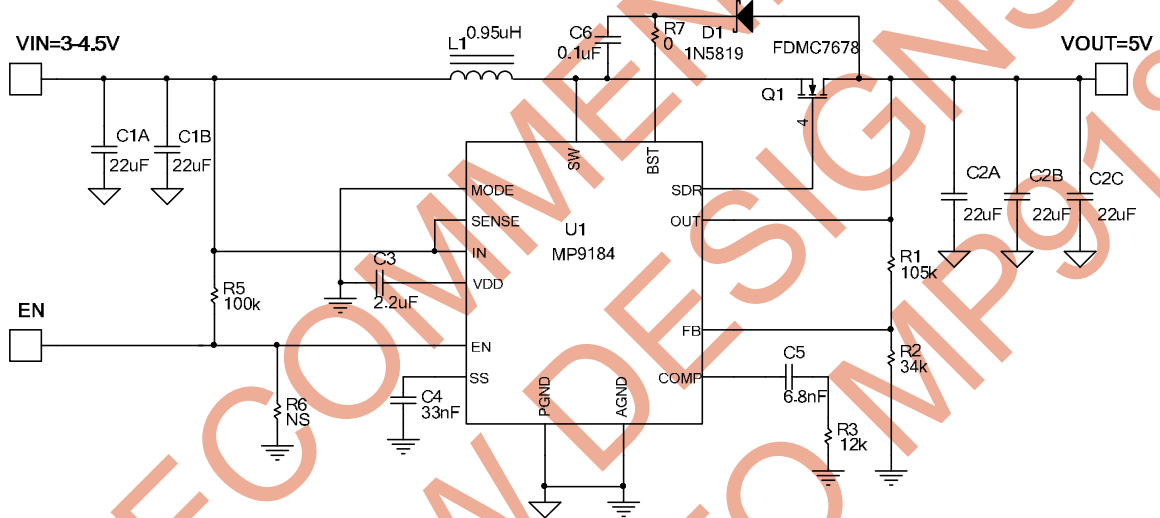 VIN=3-4.5V
L1 0.95uH
C6
0.1uF
R7
0
D1
1N5819
FDMC7678
VOUT=5V
Q1
4
C1A
22uF
C1B
22uF
SW
BST
MODE
SENSE
IN
VDD
EN
SS
U1
MP9184
SDR
OUT
FB
COMP
PGND
AGND
C2A
22uF
C2B
22uF
C2C
22uF
C3
2.2uF
R5
100k
EN
R6
NS
C4
33nF
R1
105k
R2
34k
C5
6.8nF
R3
12k